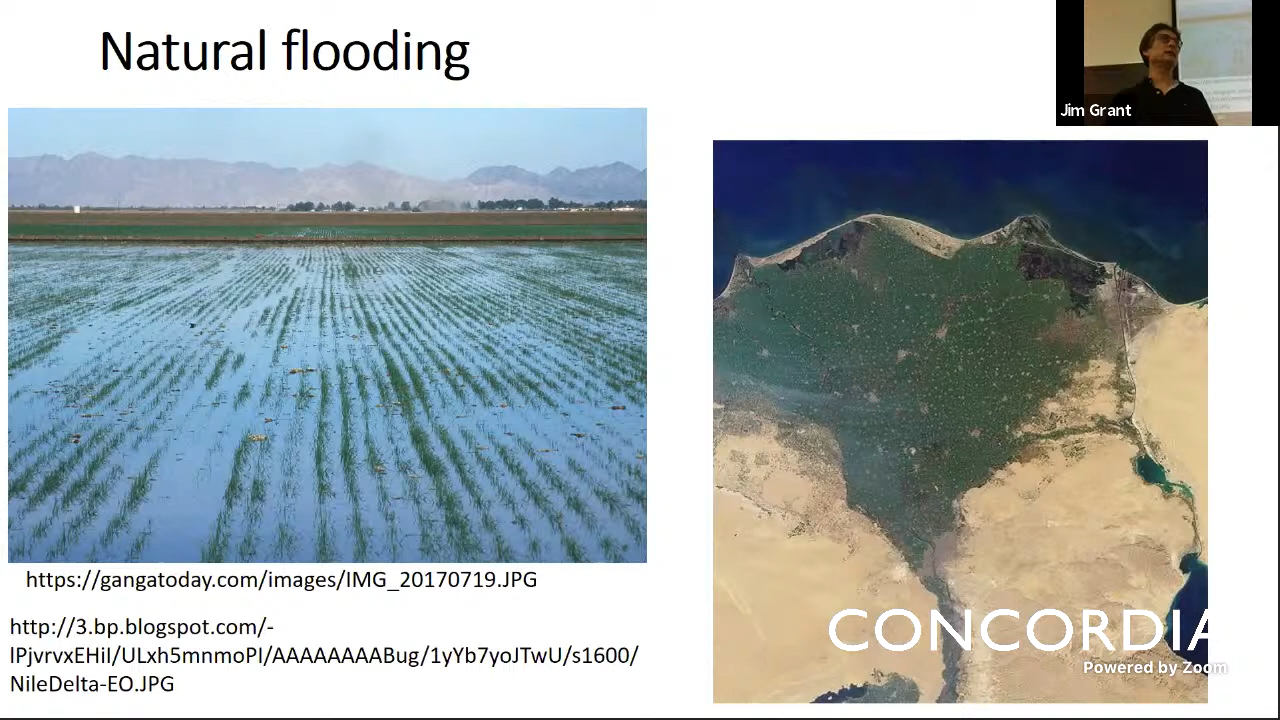 Natural flooding
Jim Grant
https://gangatoday.com/images/IMG_20170719.JPG
http://3.bp.blogspot.com/-
lPjvrvxEHiI/ULxh5mnmoPI/AAAAAAAABug/1yYb7yoJTwU/s1600/
NileDelta-EO.JPG
CONCORDIA
Powered by Zoom